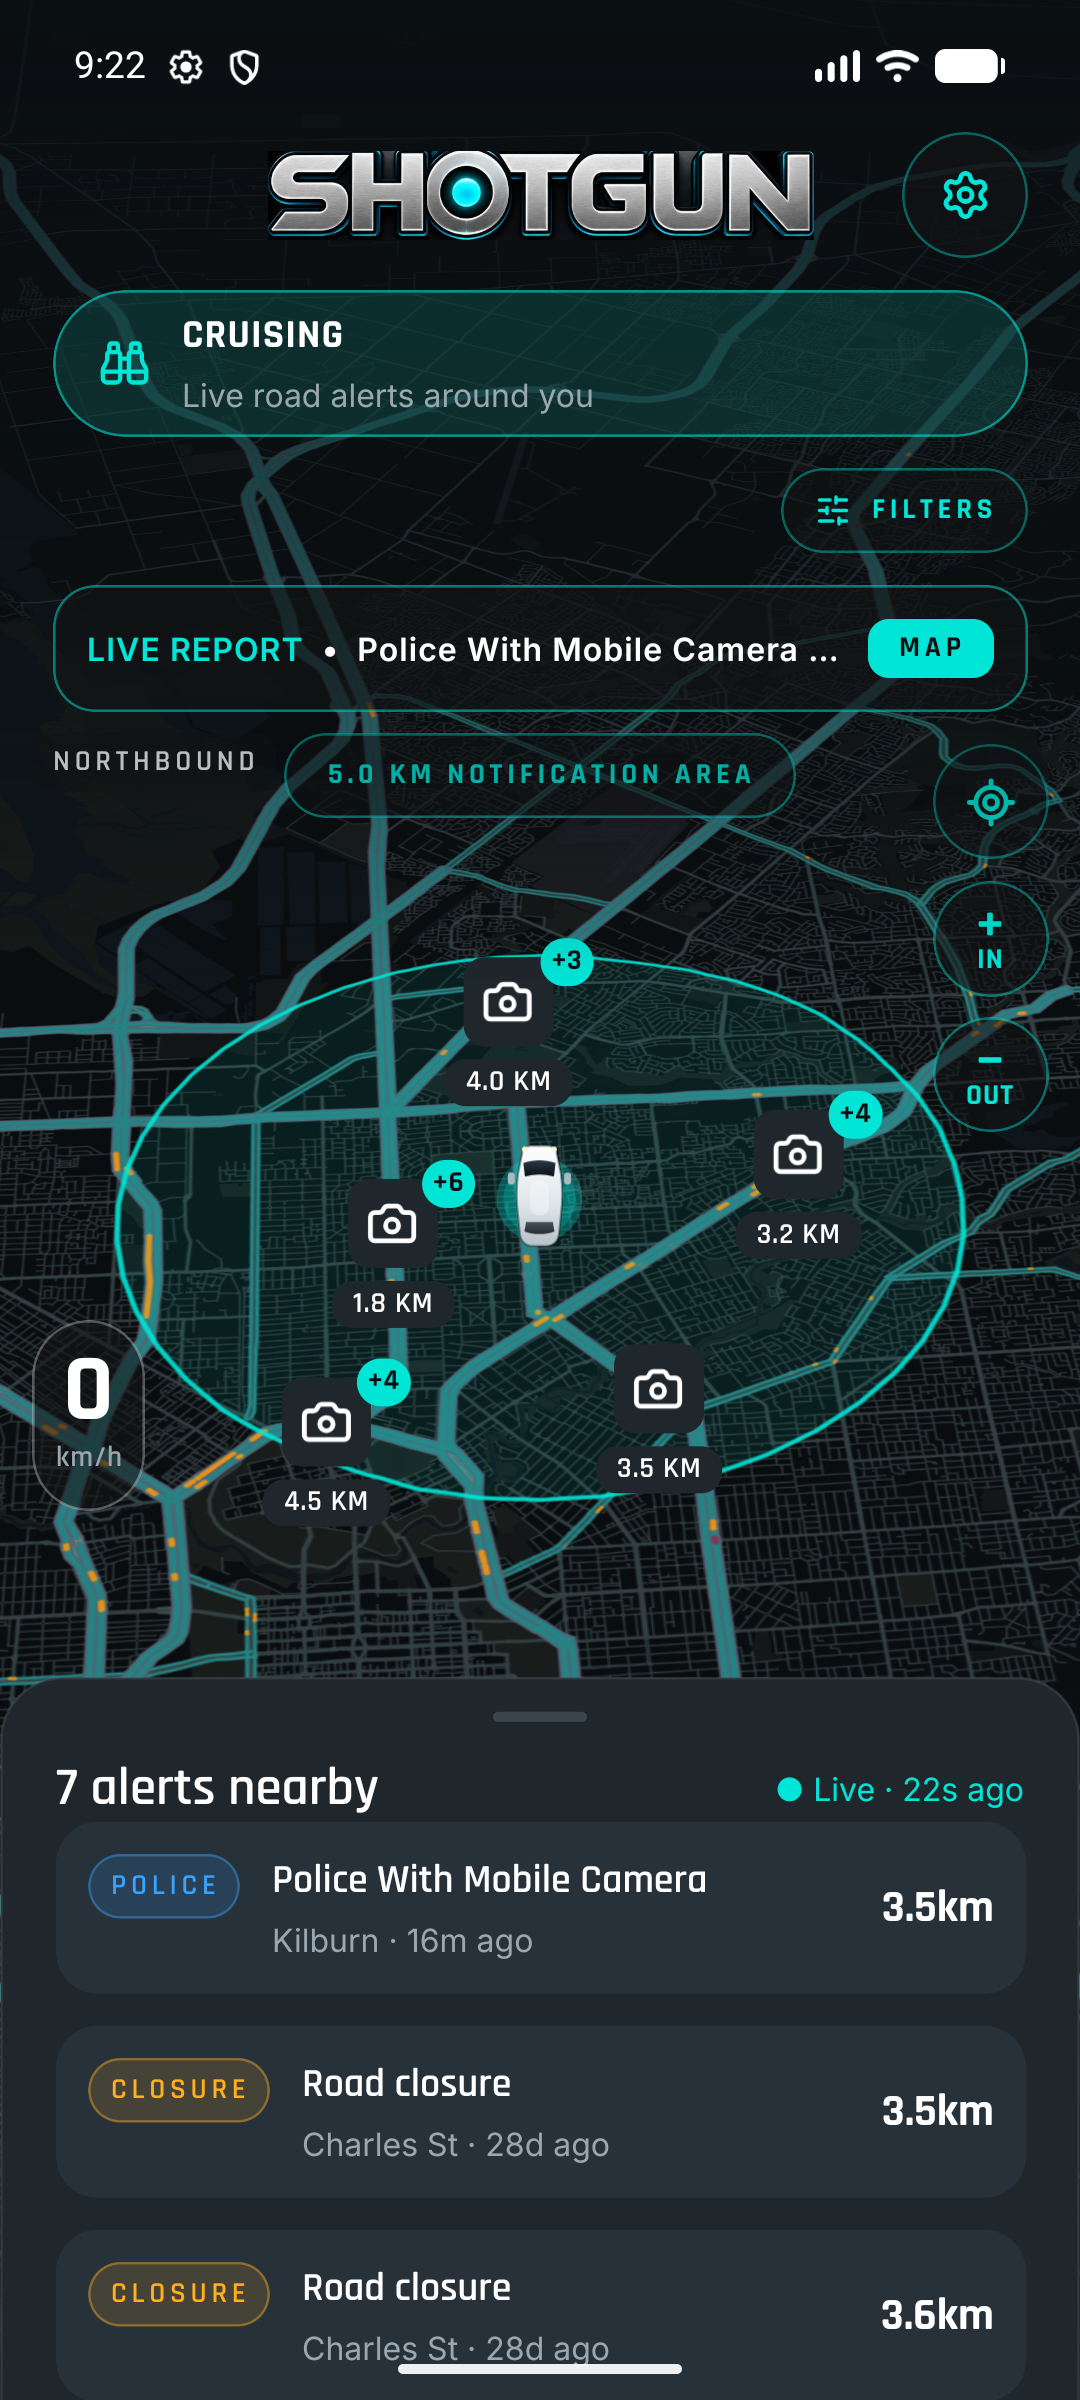 9:22
SHOTGUN
CRUISING
Live road alerts around you
FILTERS
LIVE REPORT • Police With Mobile Camera ...
MAP
NORTHBOUND
5.0 KM NOTIFICATION AREA
+
IN
−
OUT
+3
4.0 KM
+4
3.2 KM
+6
1.8 KM
0
km/h
+4
4.5 KM
3.5 KM
7 alerts nearby
Live · 22s ago
POLICE
Police With Mobile Camera
Kilburn · 16m ago
3.5km
CLOSURE
Road closure
Charles St · 28d ago
3.5km
CLOSURE
Road closure
Charles St · 28d ago
3.6km